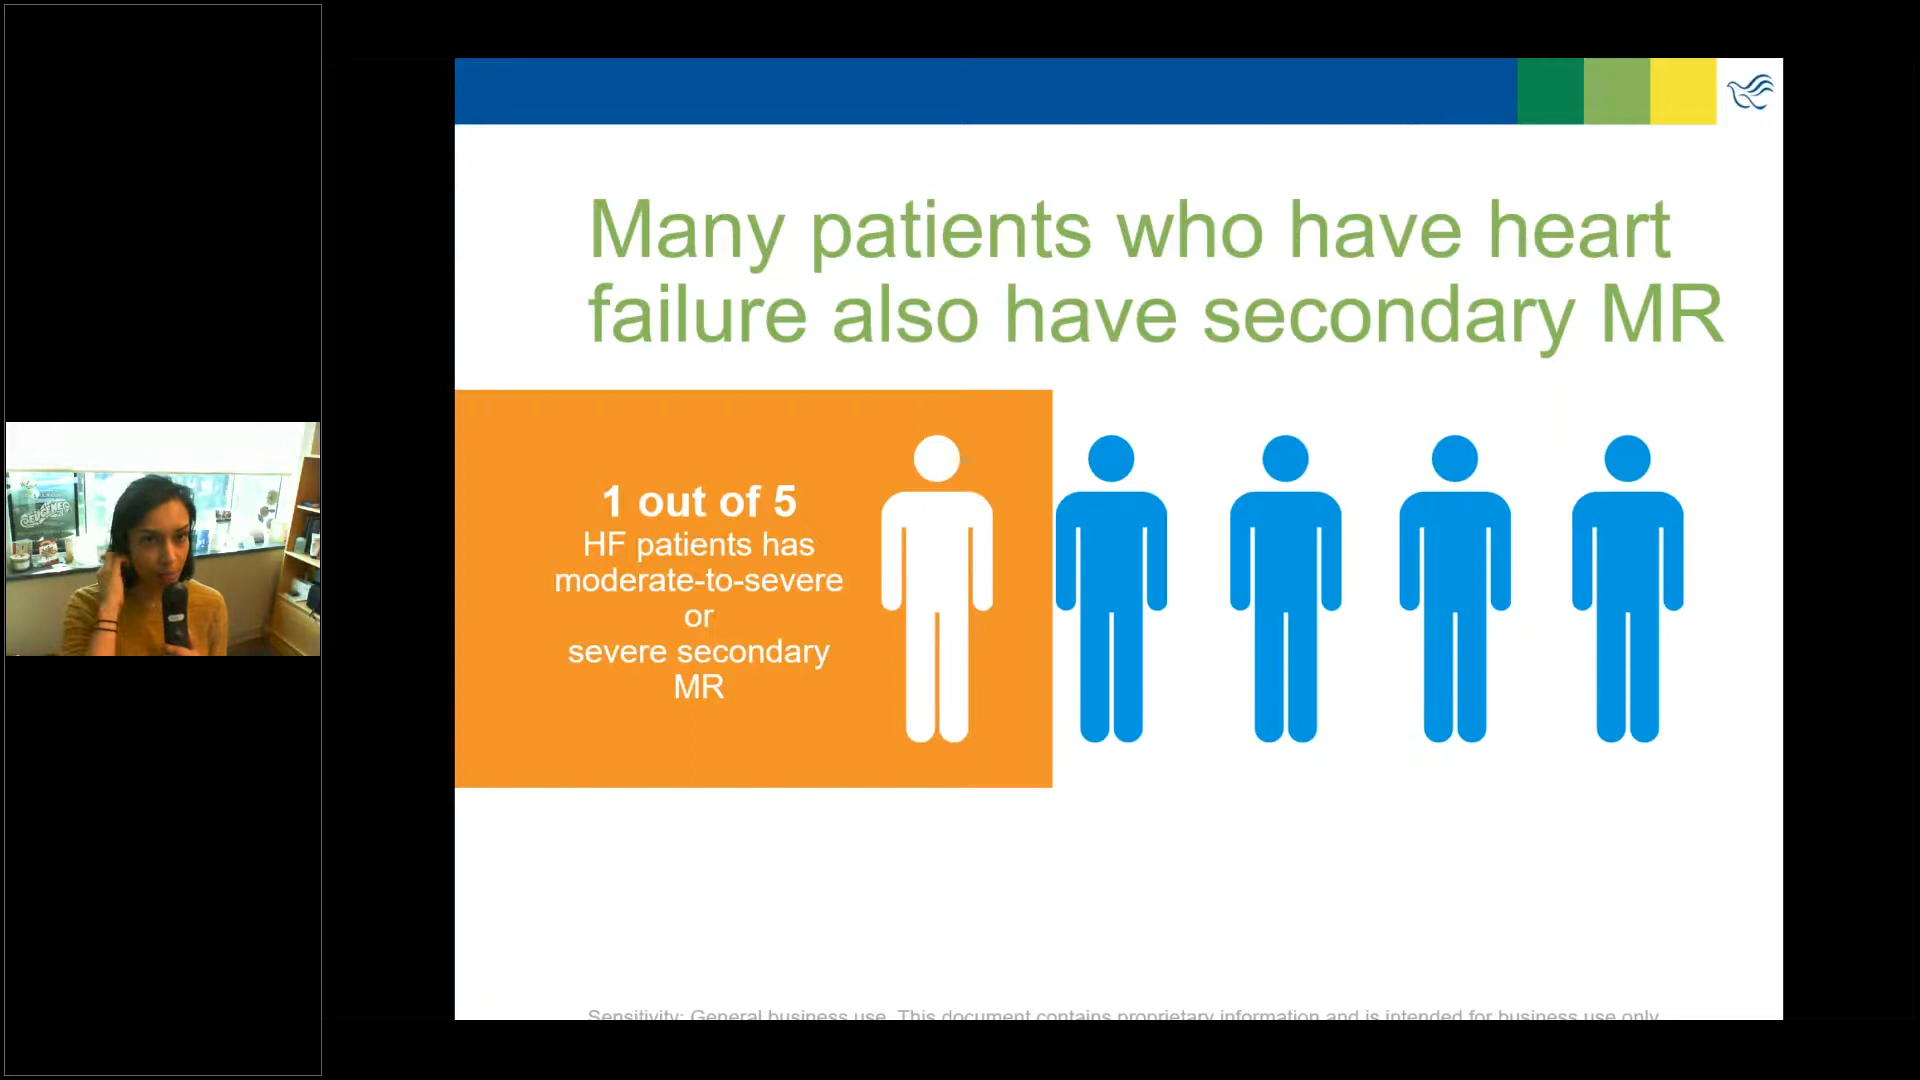 Many patients who have heart
failure also have secondary MR
1 out of 5
HF patients has
moderate-to-severe
or
severe secondary
MR
Sensitivity: General business use. This document contains proprietary information and is intended for business use only.